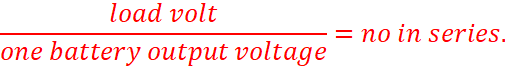 load volt
one battery output voltage = no in series.